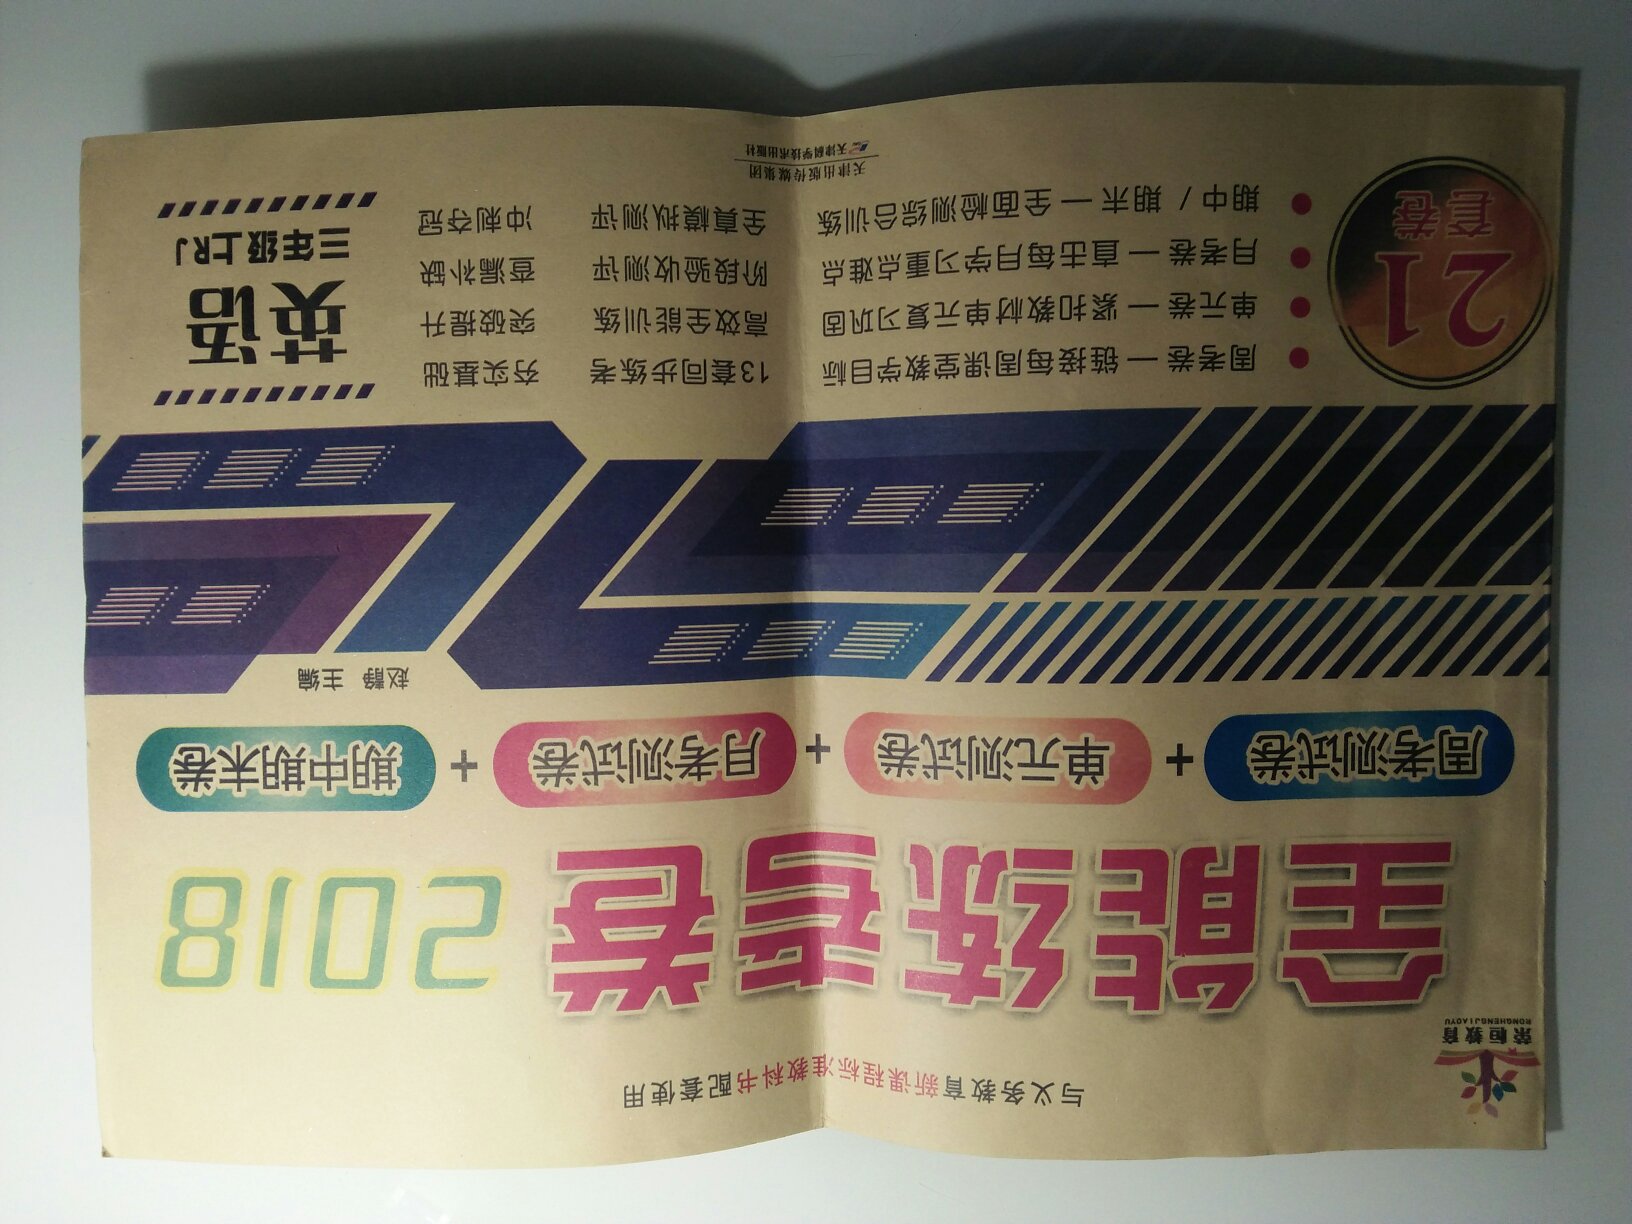 与义务教育新课程标准教科书配套使用
荣恒教育
RONGHENGJIAOYU
全能练考卷 2018
周考测试卷 + 单元测试卷 + 月考测试卷 + 期中期末卷
赵静 主编
21
套卷
周考卷 — 链接每周课堂教学目标
单元卷 — 紧扣教材单元复习巩固
月考卷 — 直击每月学习重点难点
期中 / 期末 — 全面检测综合训练
13套同步练考 夯实基础
高效全能训练 突破提升
阶段验收测评 查漏补缺
全真模拟测评 冲刺夺冠
英语
三年级上RJ
天津出版传媒集团
天津科学技术出版社